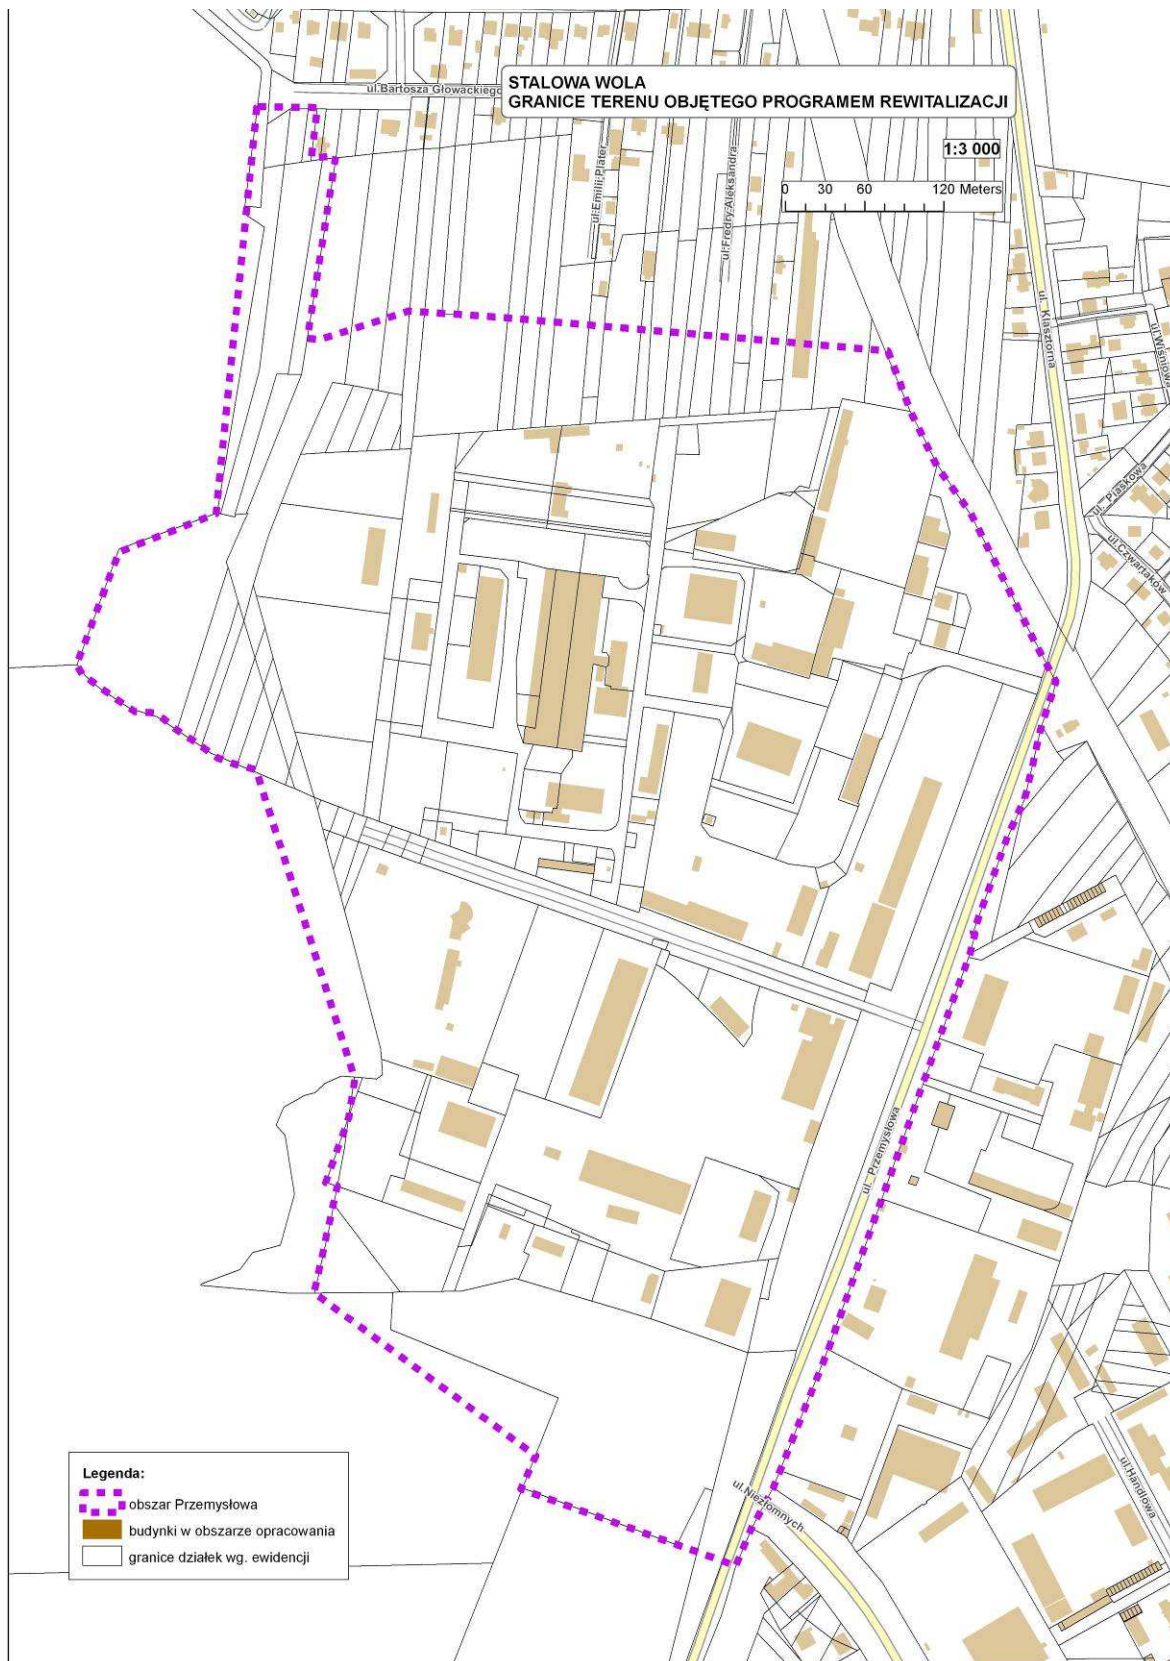 ul.Bartosza Głowackiego
STALOWA WOLA
GRANICE TERENU OBJĘTEGO PROGRAMEM REWITALIZACJI
1:3 000
0 30 60 120 Meters
ul.Emilii Plater
ul.Fredry Aleksandra
ul. Klasztorna
ul.Wiśniowa
ul. Piaskowa
ul.Czwartaków
ul. Przemysłowa
ul.Niezłomnych
ul.Handlowa
Legenda:
obszar Przemysłowa
budynki w obszarze opracowania
granice działek wg. ewidencji